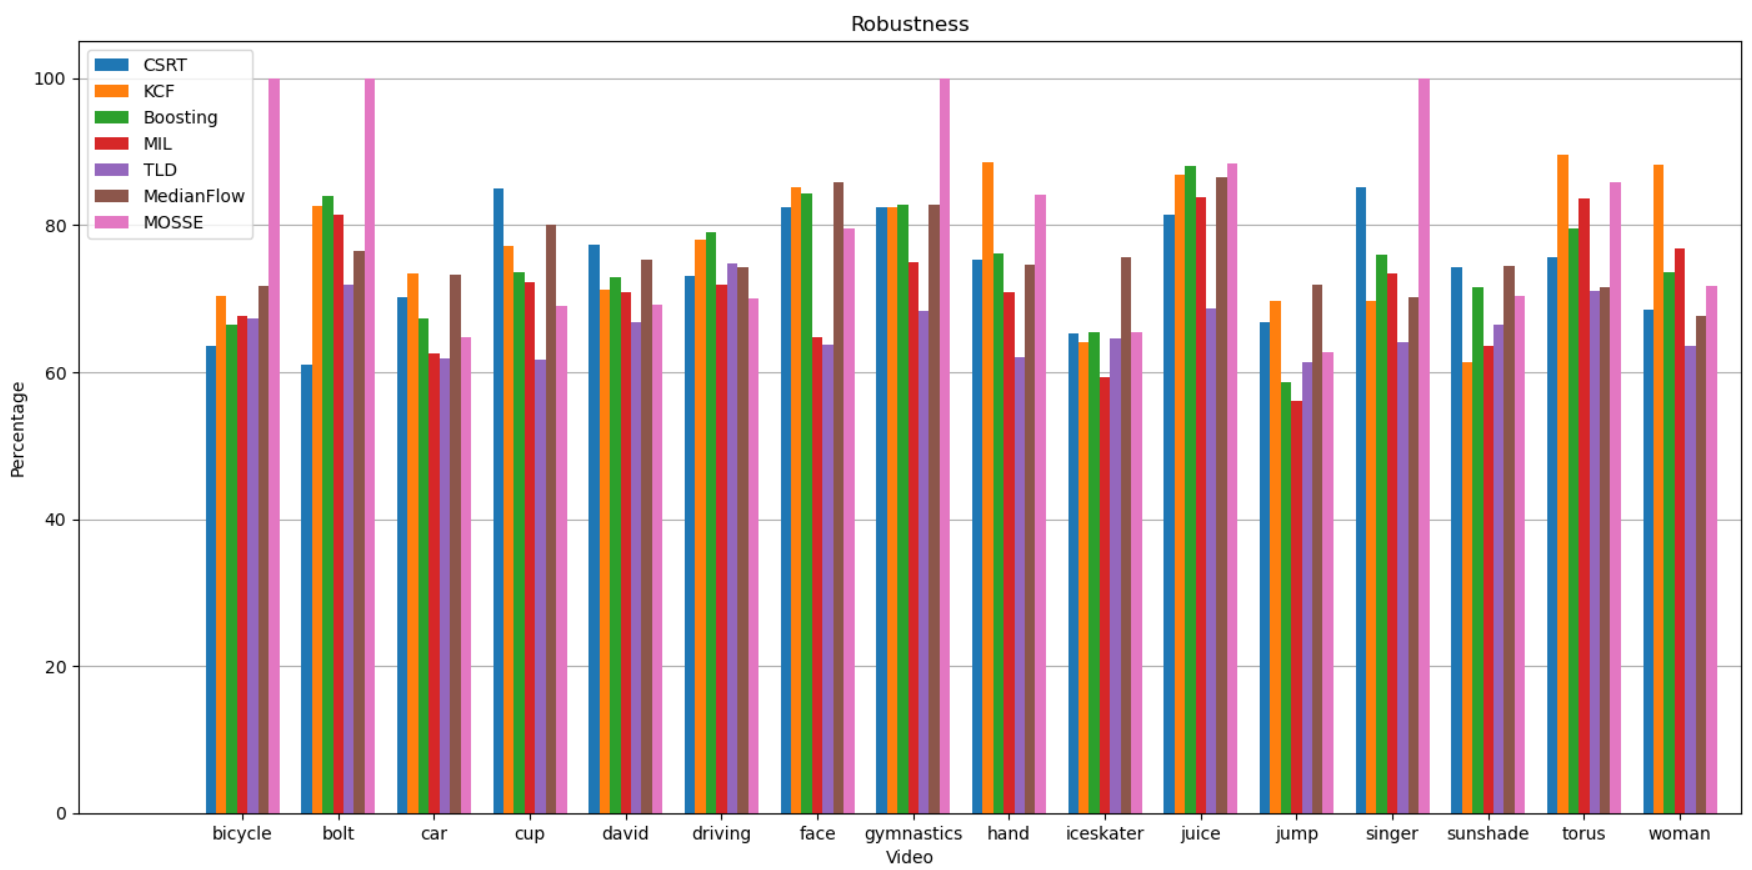 Robustness
CSRT
KCF
Boosting
MIL
TLD
MedianFlow
MOSSE
100
80
60
40
20
0
Percentage
bicycle bolt car cup david driving face gymnastics hand iceskater juice jump singer sunshade torus woman
Video